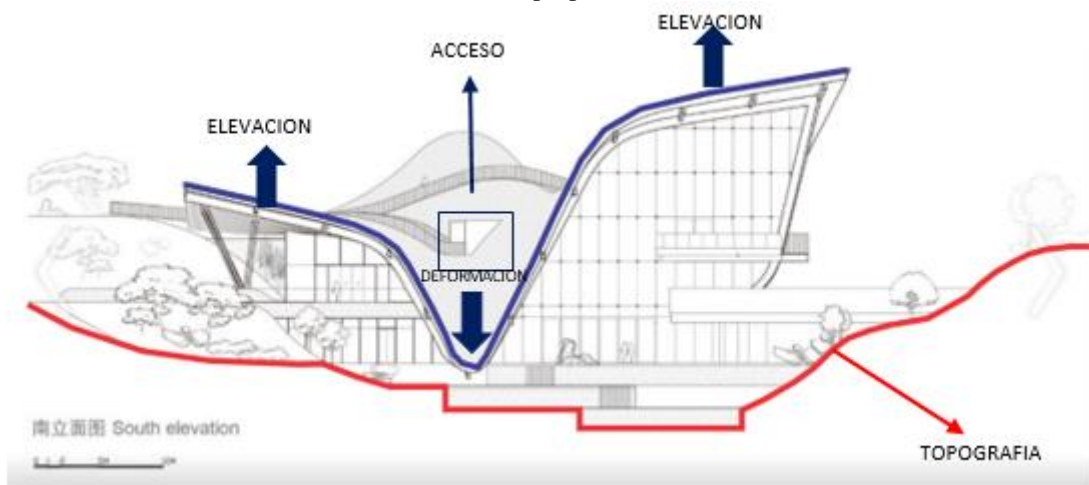 ELEVACION
ACCESO
ELEVACION
DEFORMACION
南立面图 South elevation
TOPOGRAFIA